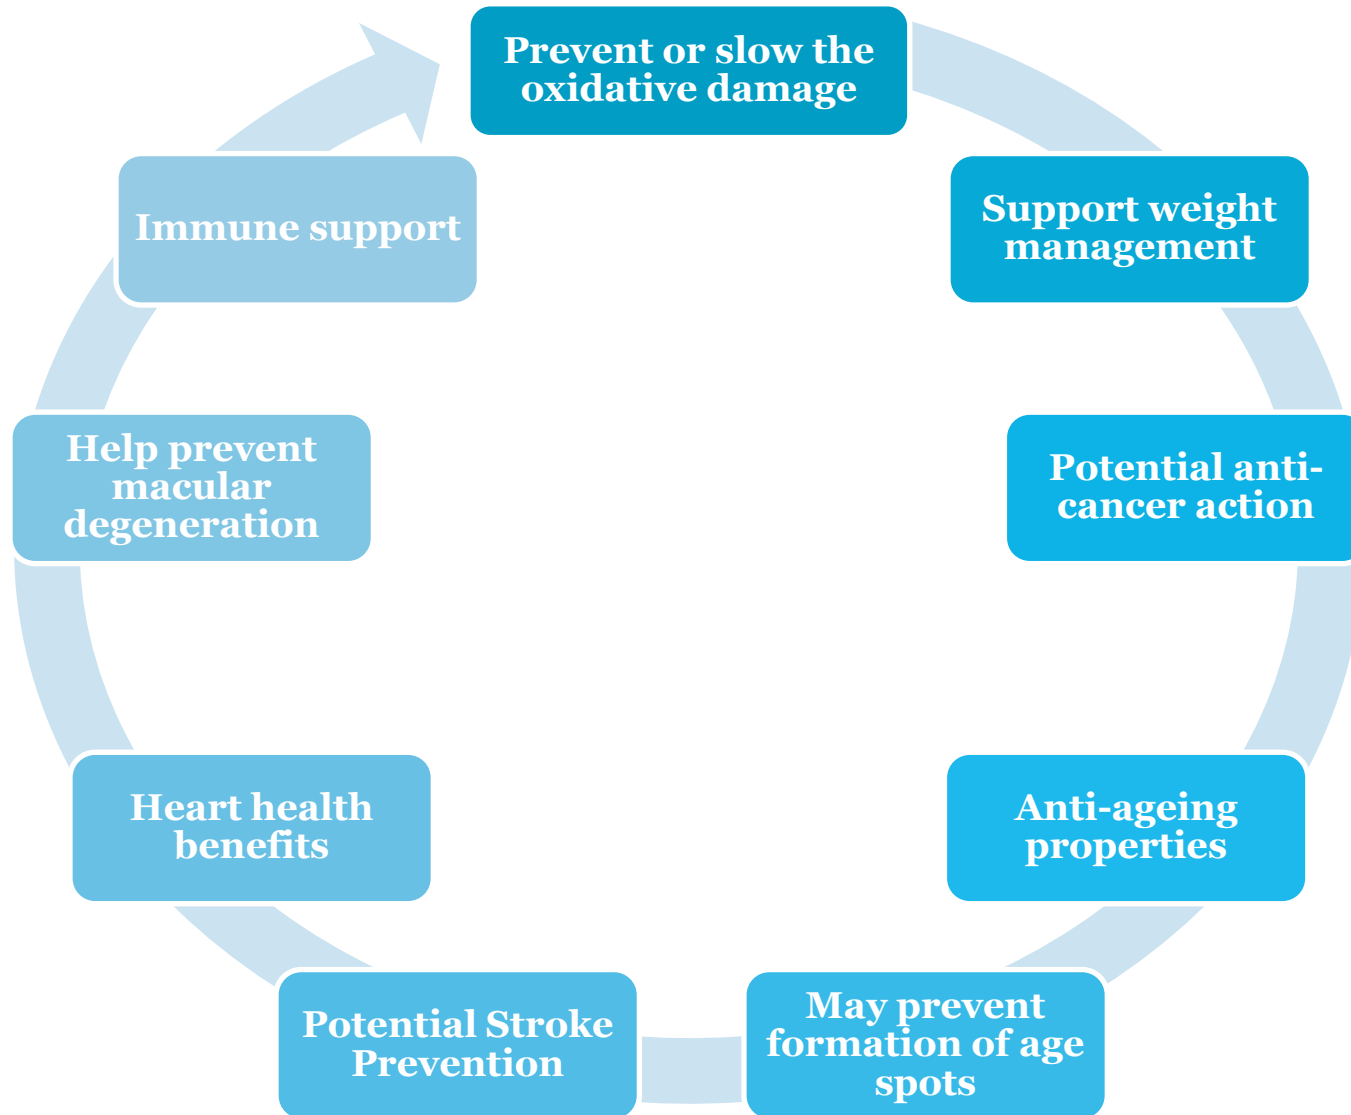 Prevent or slow the
oxidative damage
Support weight
management
Potential anti-
cancer action
Anti-ageing
properties
May prevent
formation of age
spots
Potential Stroke
Prevention
Heart health
benefits
Help prevent
macular
degeneration
Immune support